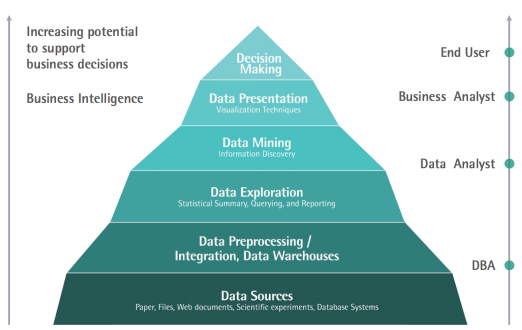 Increasing potential
to support
business decisions
Business Intelligence
Decision
Making
Data Presentation
Visualization Techniques
Data Mining
Information Discovery
Data Exploration
Statistical Summary, Querying, and Reporting
Data Preprocessing /
Integration, Data Warehouses
Data Sources
Paper, Files, Web documents, Scientific experiments, Database Systems
End User
Business Analyst
Data Analyst
DBA